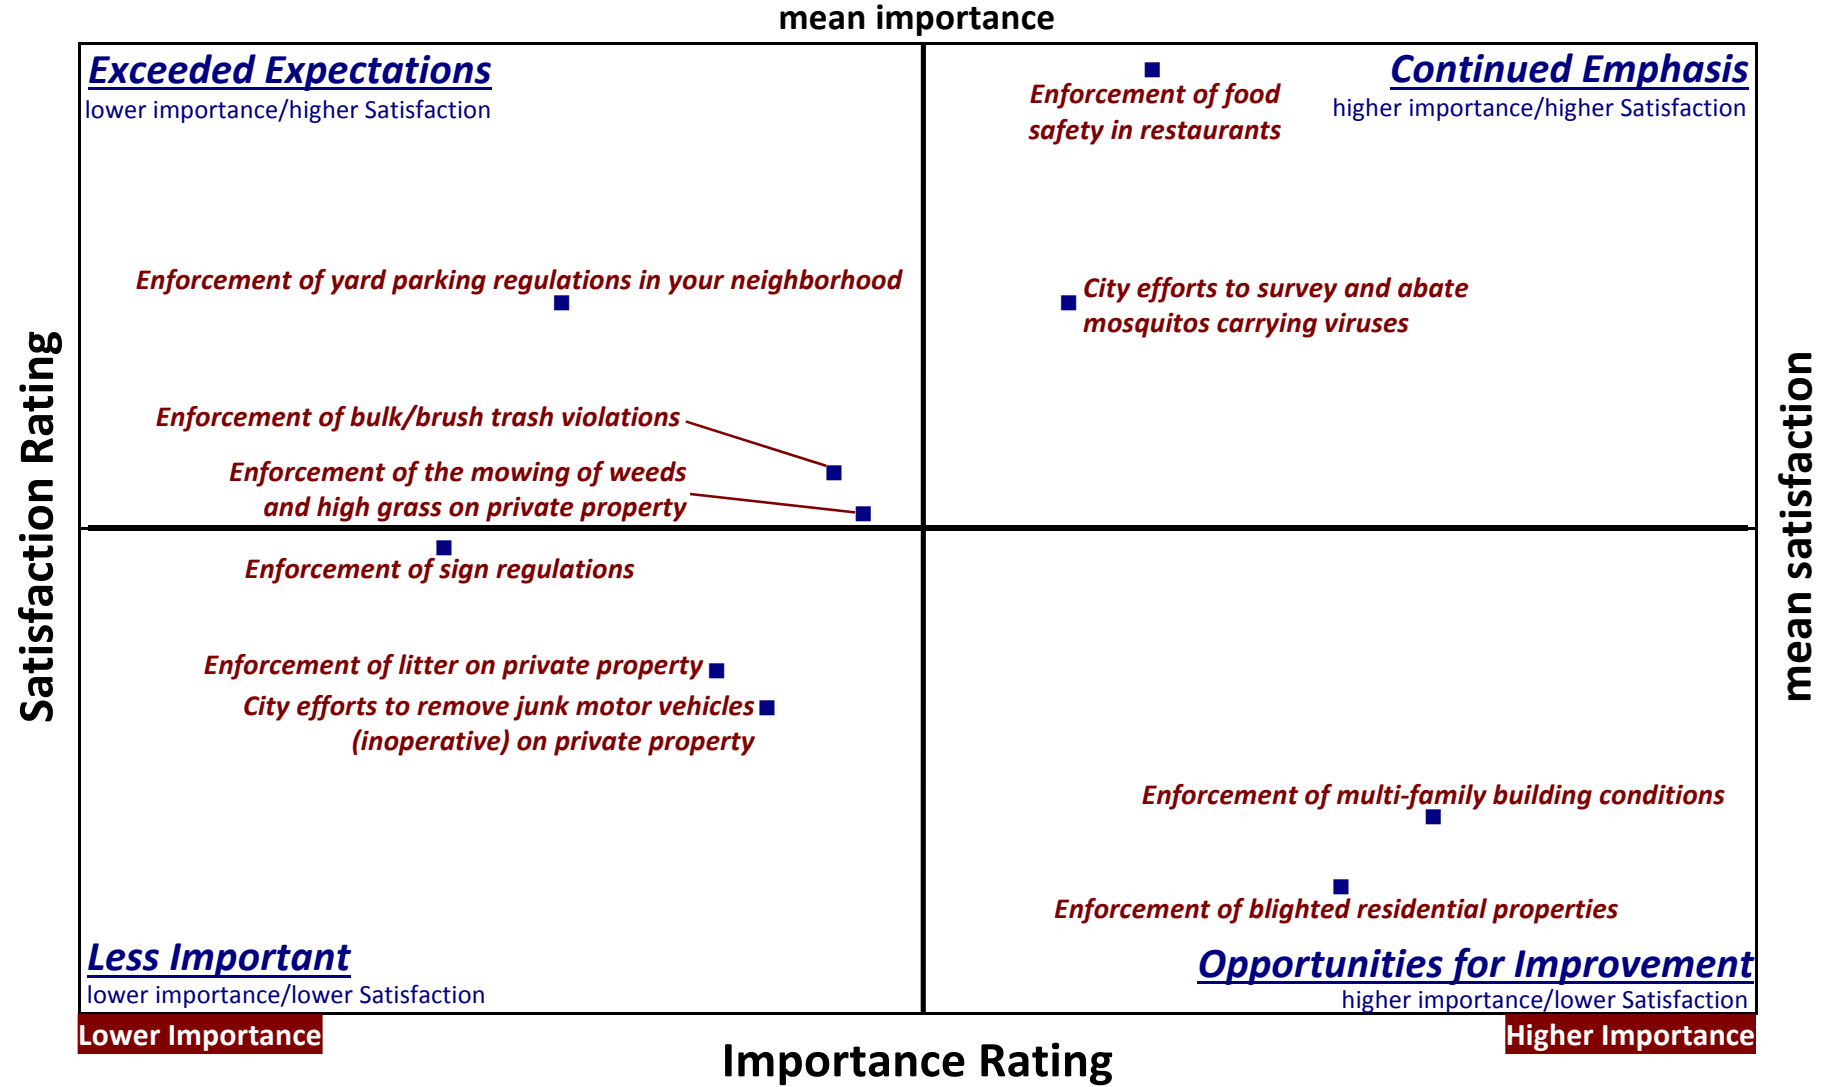 mean importance
Exceeded Expectations
lower importance/higher Satisfaction
Continued Emphasis
higher importance/higher Satisfaction
Enforcement of food
safety in restaurants
Enforcement of yard parking regulations in your neighborhood
City efforts to survey and abate
mosquitos carrying viruses
Enforcement of bulk/brush trash violations
Enforcement of the mowing of weeds
and high grass on private property
Satisfaction Rating
mean satisfaction
Enforcement of sign regulations
Enforcement of litter on private property
City efforts to remove junk motor vehicles
(inoperative) on private property
Enforcement of multi-family building conditions
Enforcement of blighted residential properties
Less Important
lower importance/lower Satisfaction
Opportunities for Improvement
higher importance/lower Satisfaction
Lower Importance
Higher Importance
Importance Rating